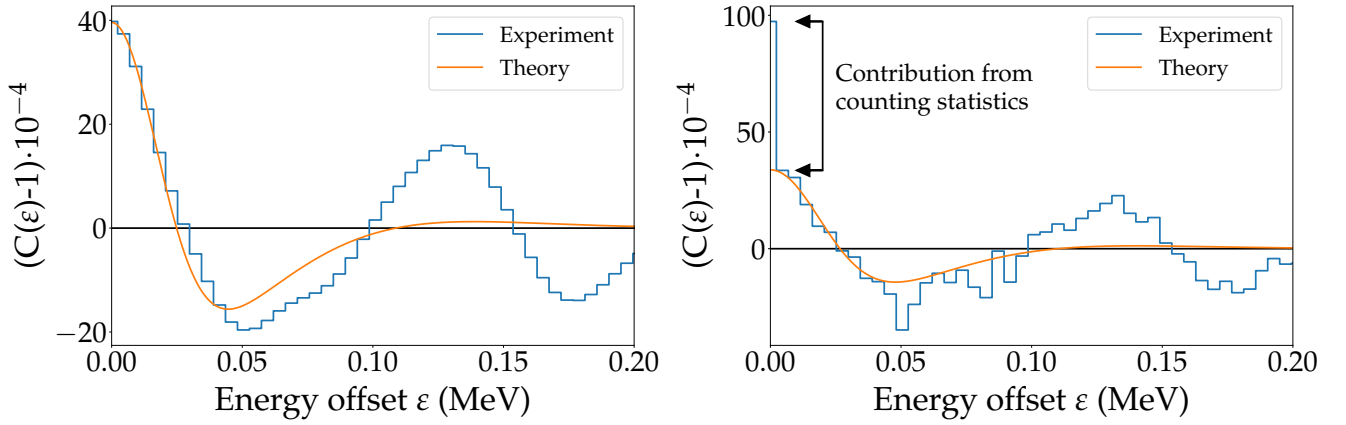 (C(ε)-1)·10⁻⁴
40
20
0
−20
Experiment
Theory
0.00
0.05
0.10
0.15
0.20
Energy offset ε (MeV)
(C(ε)-1)·10⁻⁴
100
50
0
Contribution from
counting statistics
Experiment
Theory
0.00
0.05
0.10
0.15
0.20
Energy offset ε (MeV)